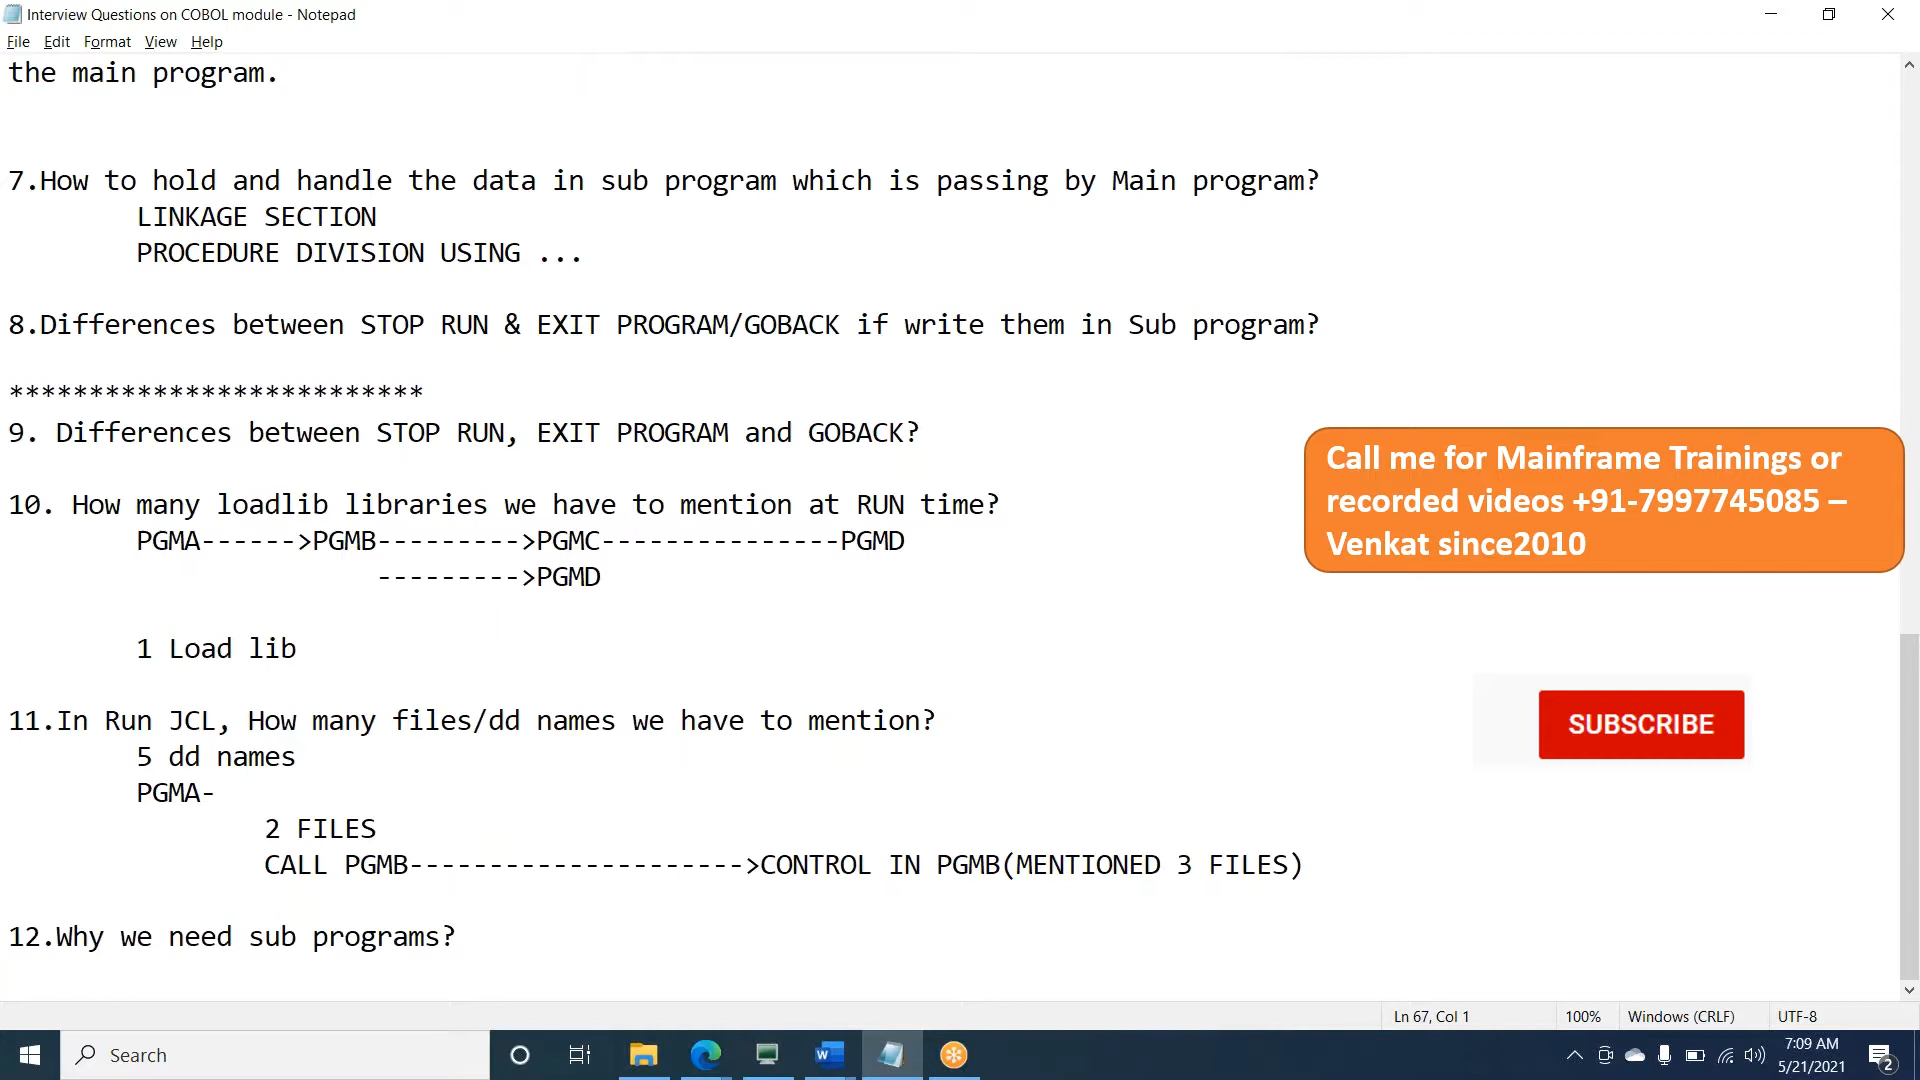 Interview Questions on COBOL module - Notepad
File Edit Format View Help
the main program.
7.How to hold and handle the data in sub program which is passing by Main program?
LINKAGE SECTION
PROCEDURE DIVISION USING ...
8.Differences between STOP RUN & EXIT PROGRAM/GOBACK if write them in Sub program?
**************************
9. Differences between STOP RUN, EXIT PROGRAM and GOBACK?
10. How many loadlib libraries we have to mention at RUN time?
PGMA------>PGMB--------->PGMC---------------PGMD
--------->PGMD
1 Load lib
11.In Run JCL, How many files/dd names we have to mention?
5 dd names
PGMA-
2 FILES
CALL PGMB--------------------->CONTROL IN PGMB(MENTIONED 3 FILES)
12.Why we need sub programs?
Call me for Mainframe Trainings or
recorded videos +91-7997745085 –
Venkat since2010
SUBSCRIBE
Ln 67, Col 1 100% Windows (CRLF) UTF-8
Search
7:09 AM
5/21/2021
2